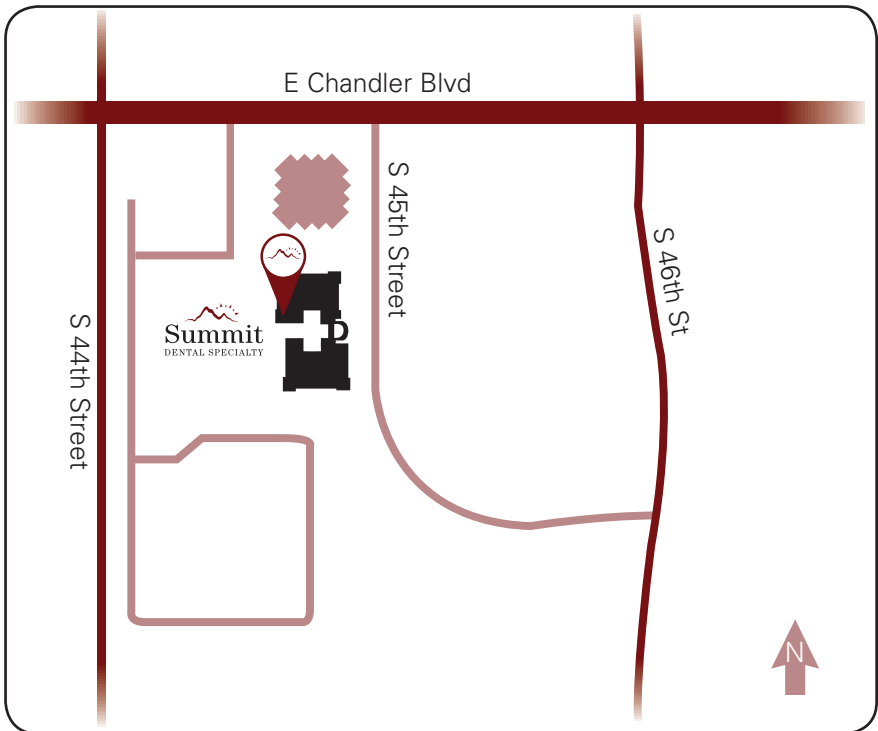 E Chandler Blvd
S 45th Street
S 46th St
Summit
DENTAL SPECIALTY
D
S 44th Street
N